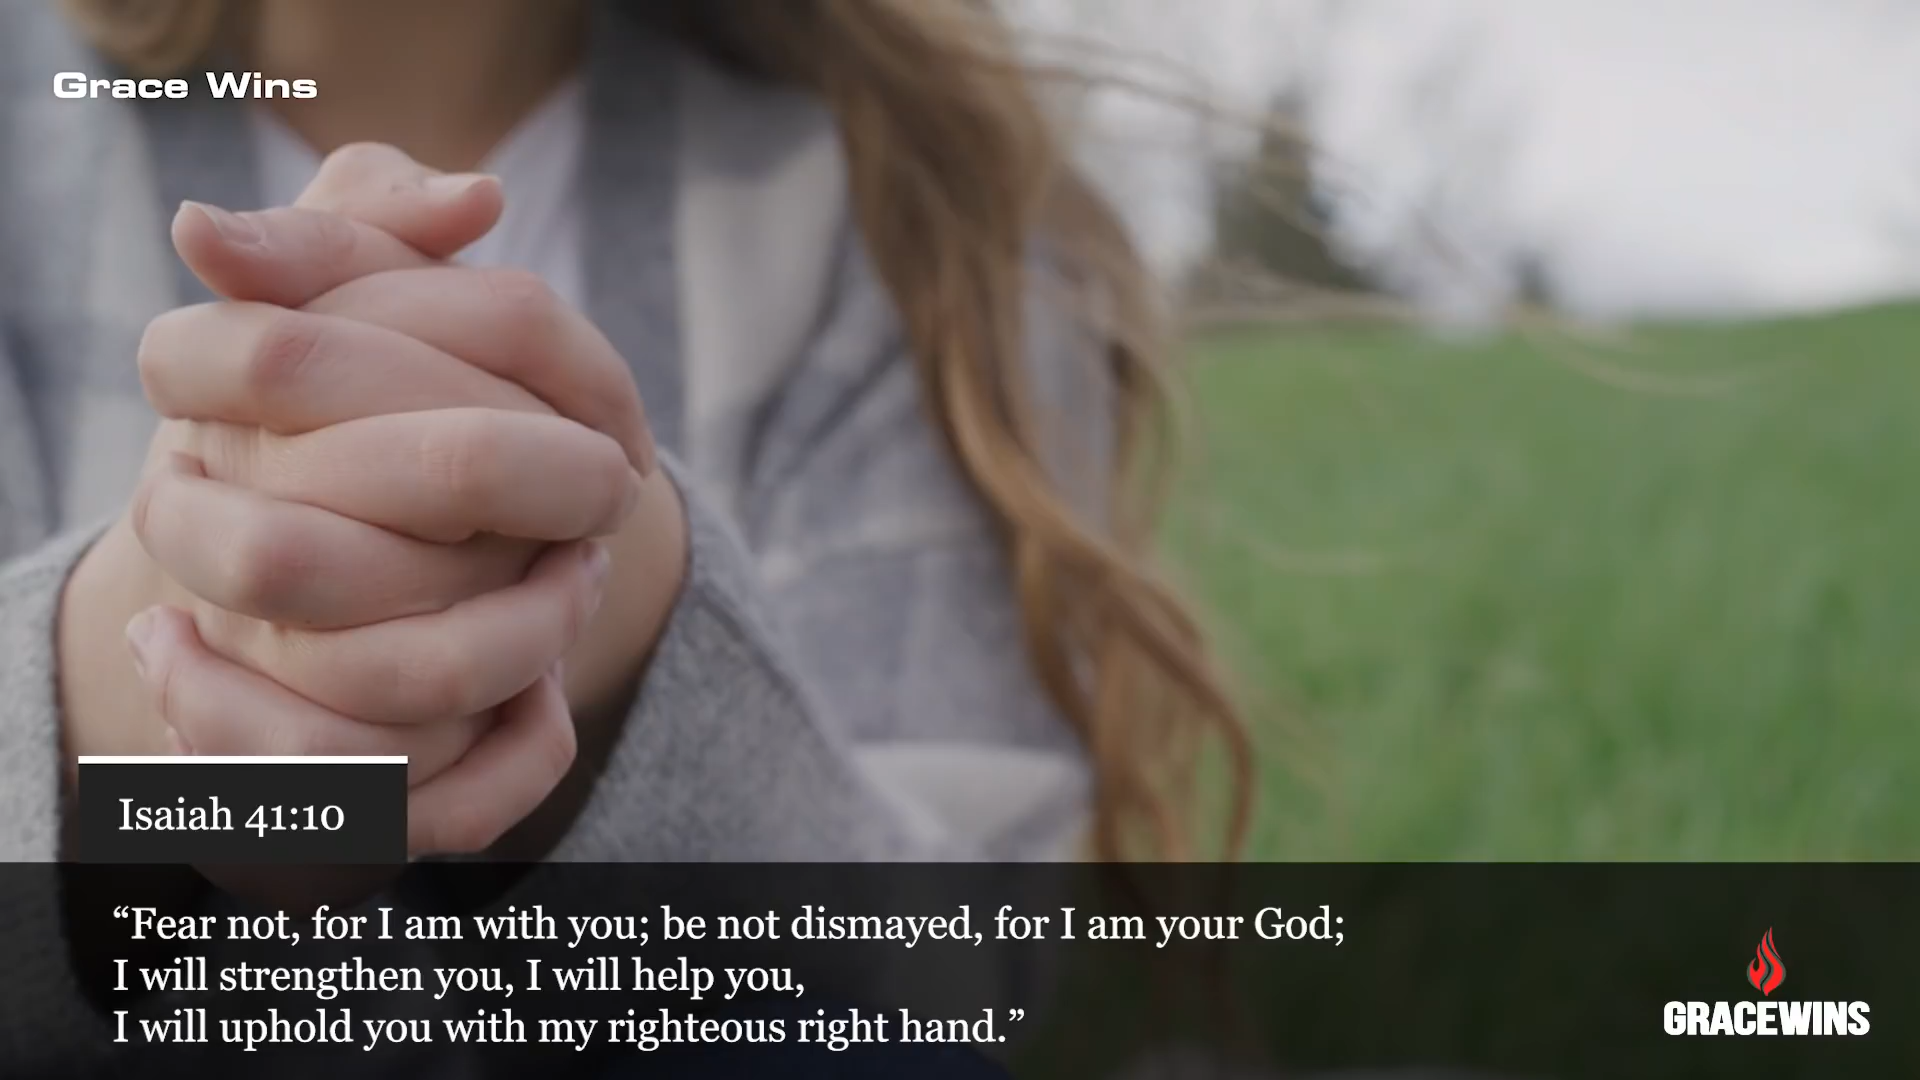 Grace Wins
Isaiah 41:10
“Fear not, for I am with you; be not dismayed, for I am your God;
I will strengthen you, I will help you,
I will uphold you with my righteous right hand.”
GRACEWINS